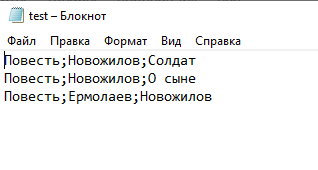 test – Блокнот
Файл Правка Формат Вид Справка
Повесть;Новожилов;Солдат
Повесть;Новожилов;О сыне
Повесть;Ермолаев;Новожилов